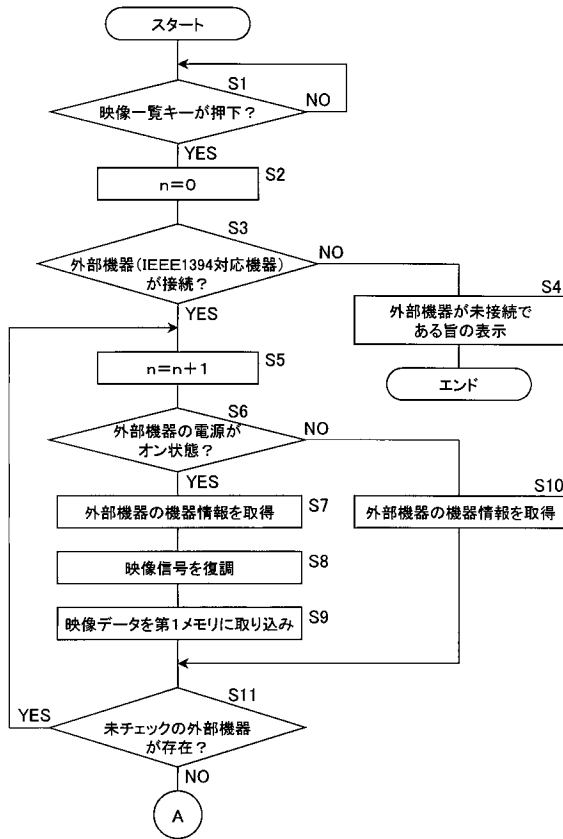 スタート
S1
映像一覧キーが押下?
NO
YES
n=0
S2
S3
外部機器(IEEE1394対応機器)
が接続?
NO
YES
S4
外部機器が未接続で
ある旨の表示
エンド
n=n+1
S5
S6
外部機器の電源が
オン状態?
NO
YES
外部機器の機器情報を取得
S7
S10
外部機器の機器情報を取得
映像信号を復調
S8
映像データを第1メモリに取り込み
S9
S11
YES
未チェックの外部機器
が存在?
NO
A